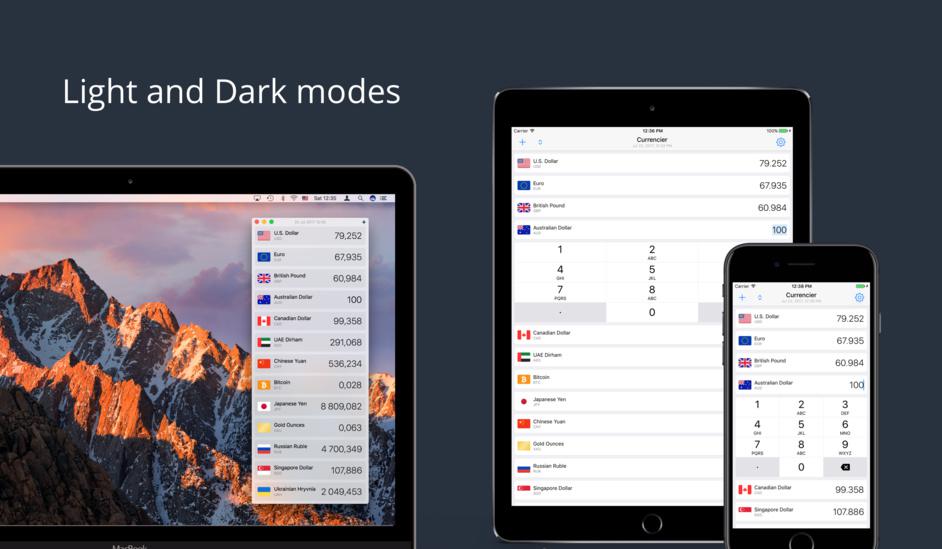 Light and Dark modes
Sat 12:35
U.S. Dollar
USD
79,252
Euro
EUR
67,935
British Pound
GBP
60,984
Australian Dollar
AUD
100
Canadian Dollar
CAD
99,358
UAE Dirham
AED
291,068
Chinese Yuan
CNY
536,234
Bitcoin
BTC
0,028
Japanese Yen
JPY
8 809,082
Gold Ounces
XAU
0,063
Russian Ruble
RUB
4 700,349
Singapore Dollar
SGD
107,886
Ukrainian Hryvnia
UAH
2 049,453
MacBook
Carrier 12:36 PM 100%
Currencier
U.S. Dollar
USD
79.252
Euro
EUR
67.935
British Pound
GBP
60.984
Australian Dollar
AUD
100
1 2
ABC
4 5
GHI JKL
7 8
PQRS ABC
. 0
Canadian Dollar
CAD
UAE Dirham
AED
Bitcoin
BTC
Japanese Yen
JPY
Chinese Yuan
CNY
Gold Ounces
XAU
Russian Ruble
RUB
Singapore Dollar
SGD
Carrier 12:38 PM
Currencier
U.S. Dollar
USD
79.252
Euro
EUR
67.935
British Pound
GBP
60.984
Australian Dollar
AUD
100
1 2 3
ABC DEF
4 5 6
GHI JKL MNO
7 8 9
PQRS ABC WXYZ
. 0
Canadian Dollar
CAD
99.358
Singapore Dollar
SGD
107.886